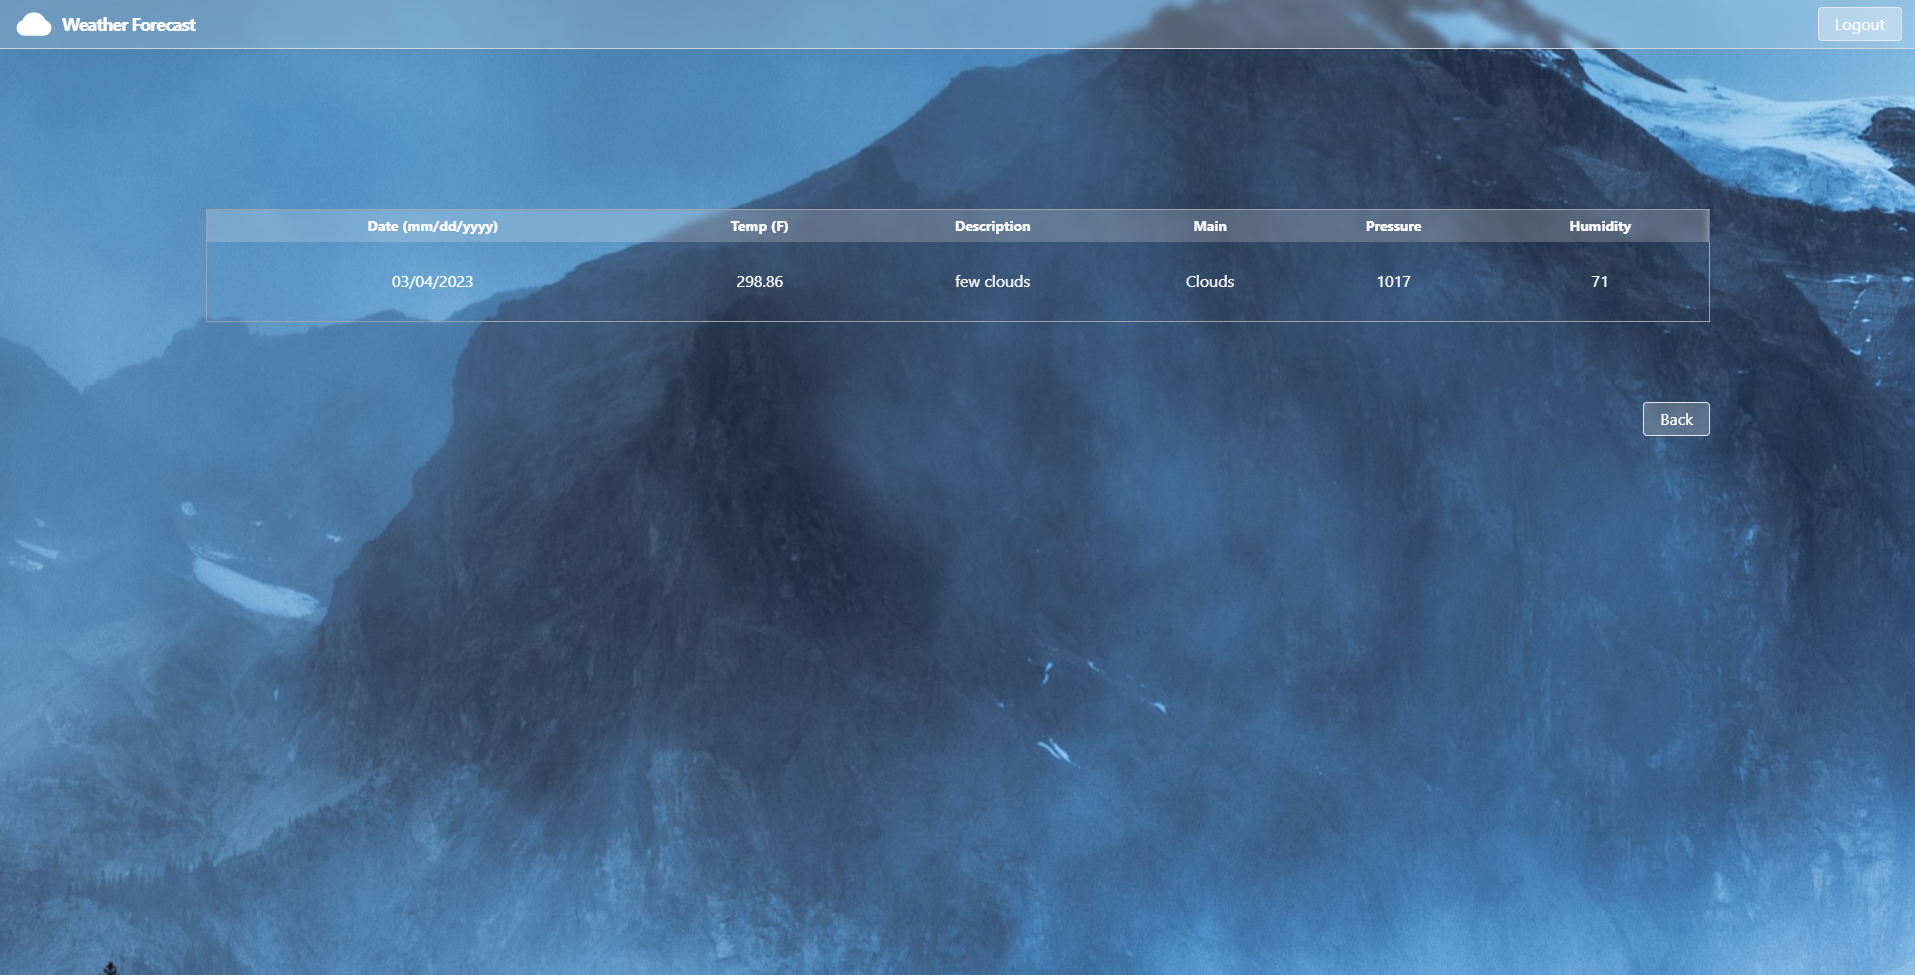 Weather Forecast
Logout
Date (mm/dd/yyyy) Temp (F) Description Main Pressure Humidity
03/04/2023 298.86 few clouds Clouds 1017 71
Back